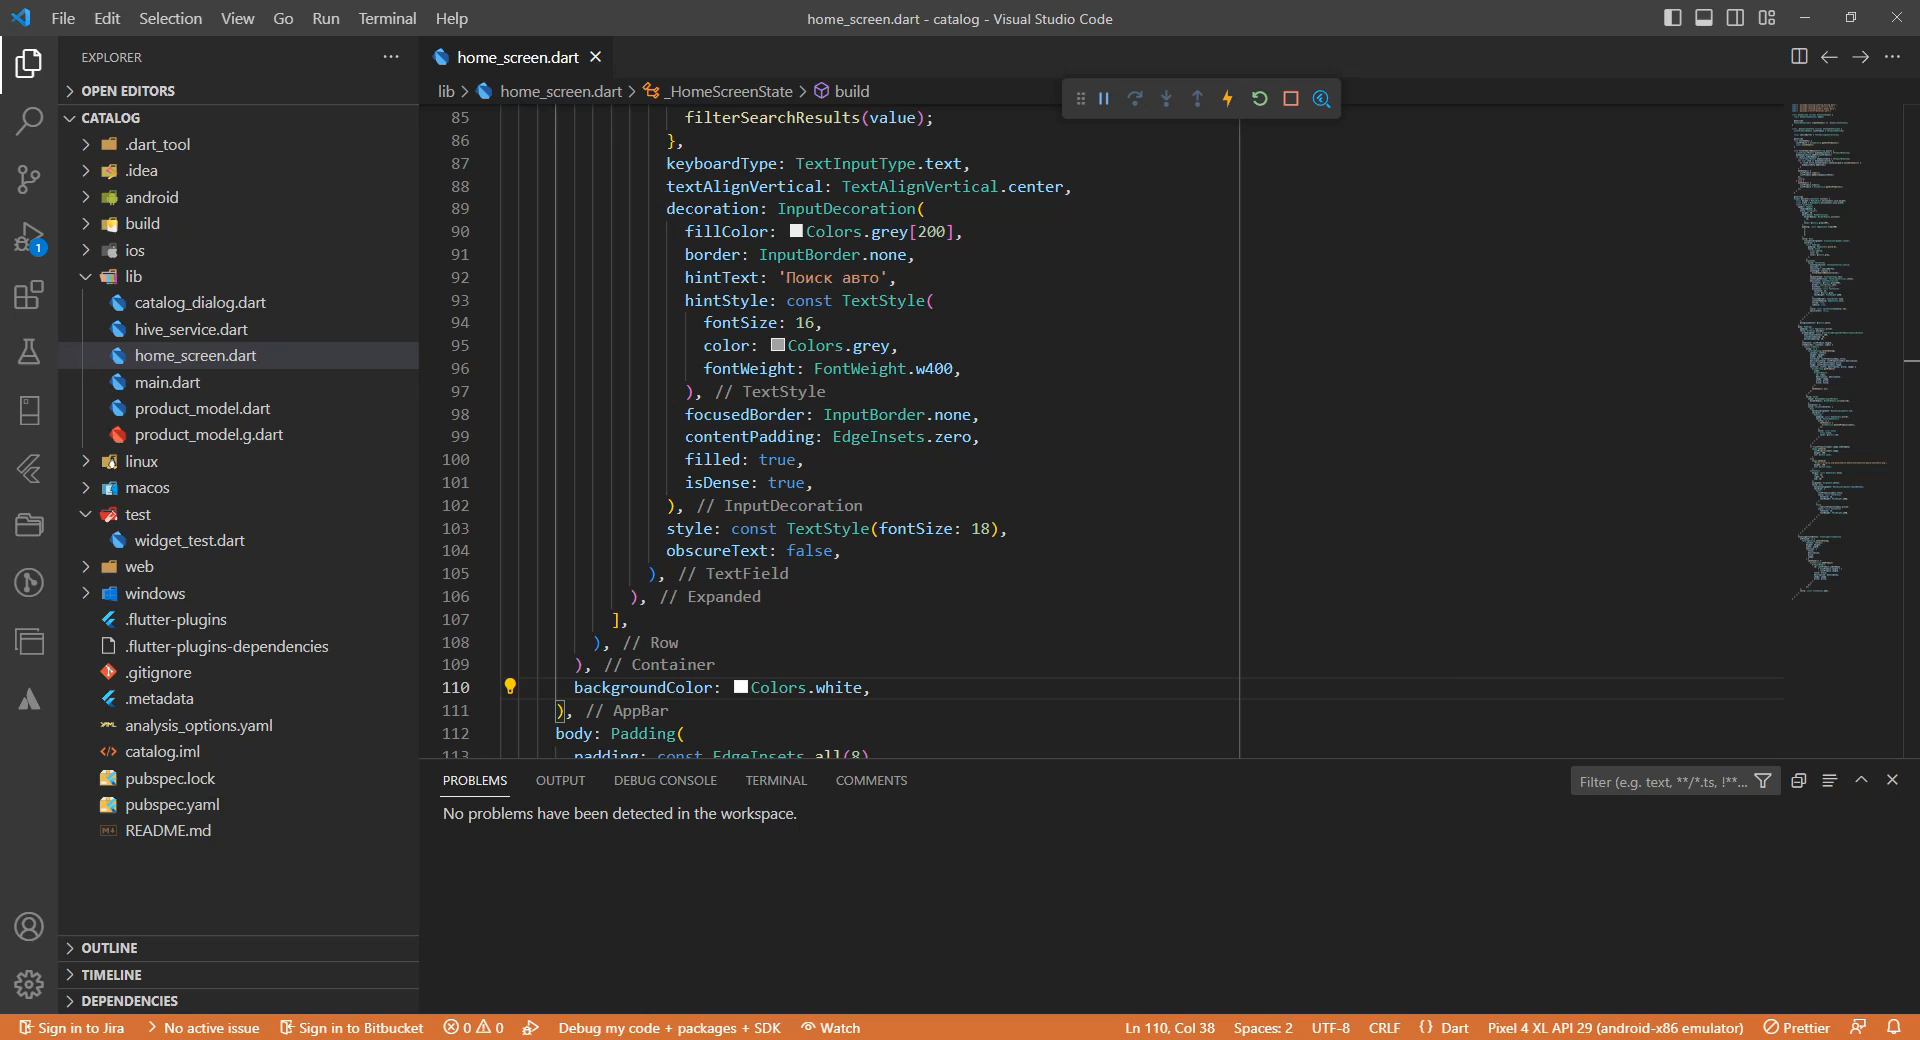 File Edit Selection View Go Run Terminal Help
home_screen.dart - catalog - Visual Studio Code
EXPLORER
OPEN EDITORS
CATALOG
.dart_tool
.idea
android
build
1
ios
lib
catalog_dialog.dart
hive_service.dart
home_screen.dart
main.dart
product_model.dart
product_model.g.dart
linux
macos
test
widget_test.dart
web
windows
.flutter-plugins
.flutter-plugins-dependencies
.gitignore
.metadata
analysis_options.yaml
catalog.iml
pubspec.lock
pubspec.yaml
README.md
OUTLINE
TIMELINE
DEPENDENCIES
home_screen.dart
lib > home_screen.dart > _HomeScreenState > build
85 filterSearchResults(value);
86 },
87 keyboardType: TextInputType.text,
88 textAlignVertical: TextAlignVertical.center,
89 decoration: InputDecoration(
90 fillColor: Colors.grey[200],
91 border: InputBorder.none,
92 hintText: 'Поиск авто',
93 hintStyle: const TextStyle(
94 fontSize: 16,
95 color: Colors.grey,
96 fontWeight: FontWeight.w400,
97 ), // TextStyle
98 focusedBorder: InputBorder.none,
99 contentPadding: EdgeInsets.zero,
100 filled: true,
101 isDense: true,
102 ), // InputDecoration
103 style: const TextStyle(fontSize: 18),
104 obscureText: false,
105 ), // TextField
106 ), // Expanded
107 ],
108 ), // Row
109 ), // Container
110 backgroundColor: Colors.white,
111 ), // AppBar
112 body: Padding(
113 padding: const EdgeInsets.all(8)
PROBLEMS OUTPUT DEBUG CONSOLE TERMINAL COMMENTS
Filter (e.g. text, **/*.ts, !**...
No problems have been detected in the workspace.
Sign in to Jira No active issue Sign in to Bitbucket 0 0 Debug my code + packages + SDK Watch
Ln 110, Col 38 Spaces: 2 UTF-8 CRLF {} Dart Pixel 4 XL API 29 (android-x86 emulator) Prettier